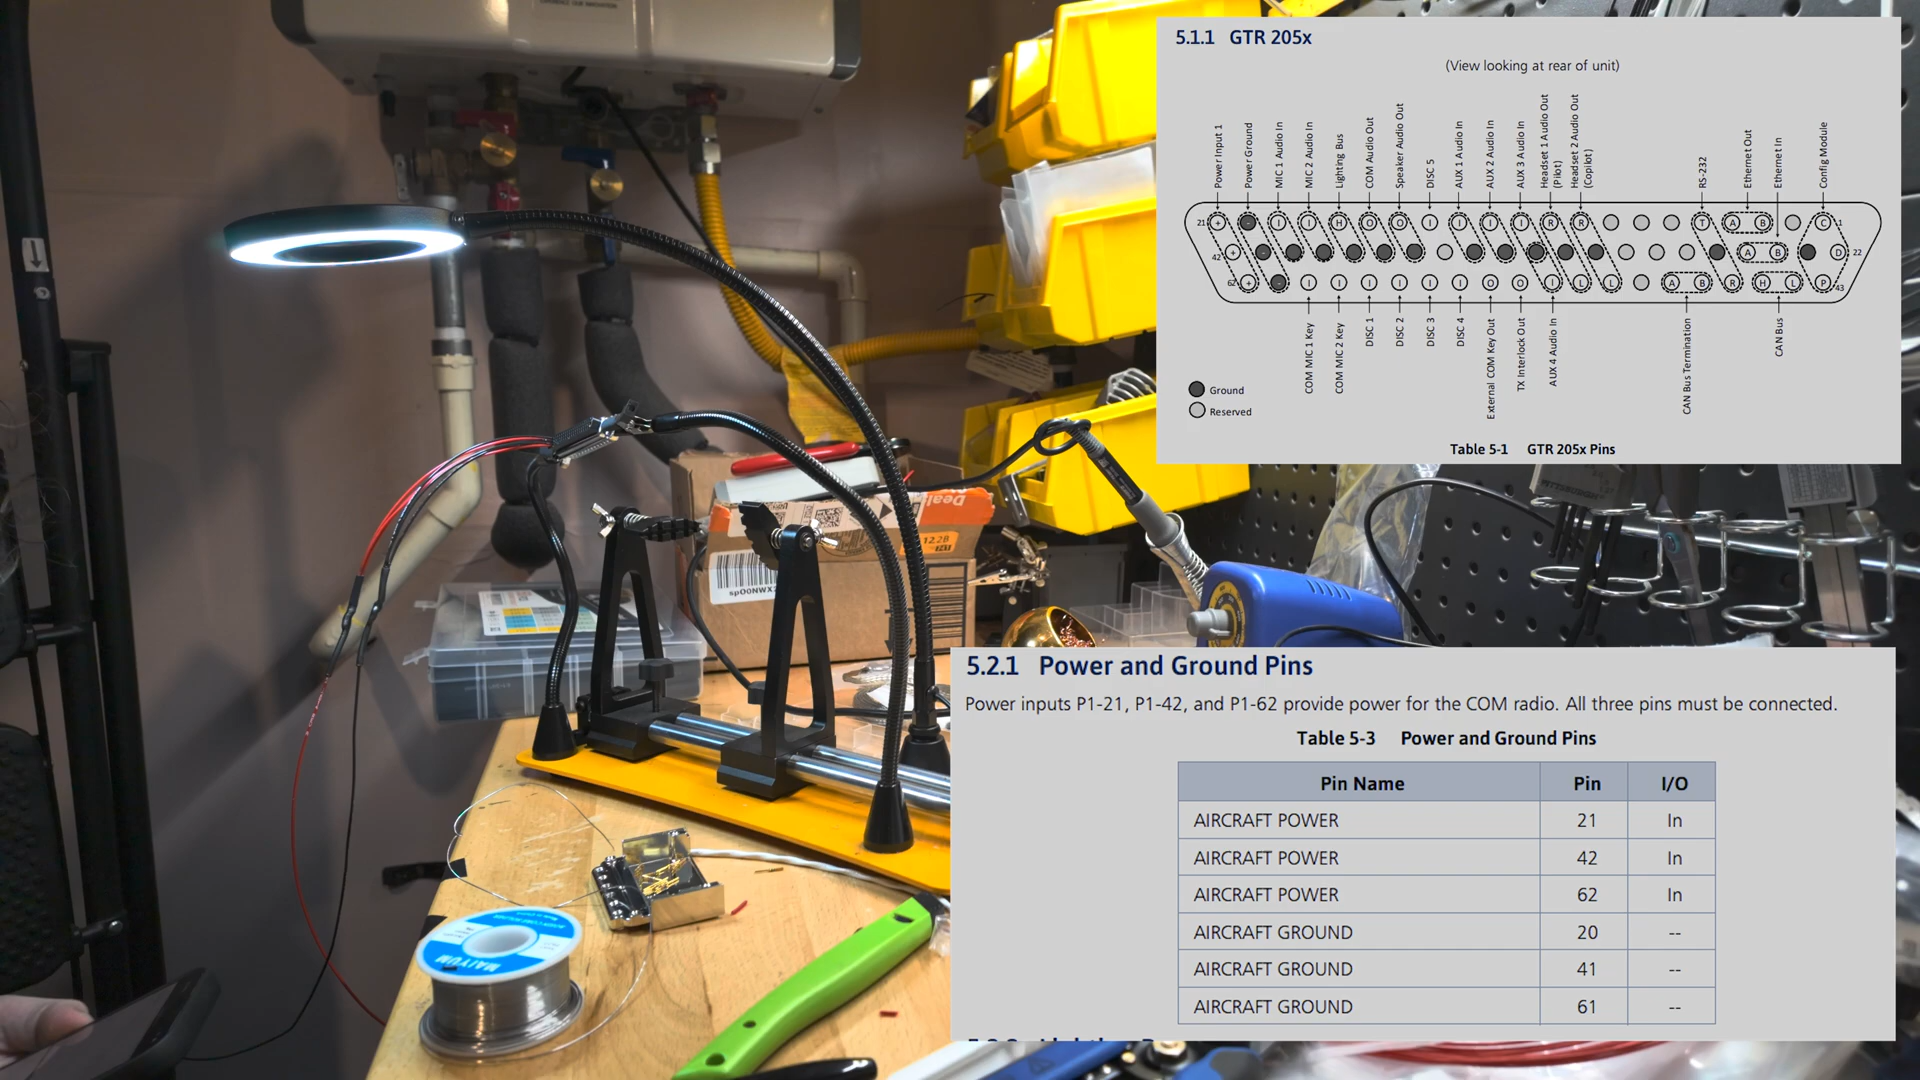 5.1.1 GTR 205x
(View looking at rear of unit)
Power Input 1
Power Ground
MIC 1 Audio In
MIC 2 Audio In
Lighting Bus
COM Audio Out
Speaker Audio Out
DISC 5
AUX 1 Audio In
AUX 2 Audio In
AUX 3 Audio In
Headset 1 Audio Out
(Pilot)
Headset 2 Audio Out
(Copilot)
RS-232
Ethernet Out
Ethernet In
Config Module
21 + - I I H O O I I I I R R T A B C 1
42 + - A B D 22
62 + - I I I I I I O O I L L A B R H L P 43
COM MIC 1 Key
COM MIC 2 Key
DISC 1
DISC 2
DISC 3
DISC 4
External COM Key Out
TX Interlock Out
AUX 4 Audio In
CAN Bus Termination
CAN Bus
Ground
Reserved
Table 5-1 GTR 205x Pins
Deal
12.28
spOONWX
5.2.1 Power and Ground Pins
Power inputs P1-21, P1-42, and P1-62 provide power for the COM radio. All three pins must be connected.
Table 5-3 Power and Ground Pins
Pin Name Pin I/O
AIRCRAFT POWER 21 In
AIRCRAFT POWER 42 In
AIRCRAFT POWER 62 In
AIRCRAFT GROUND 20 --
AIRCRAFT GROUND 41 --
AIRCRAFT GROUND 61 --
MAIYUM